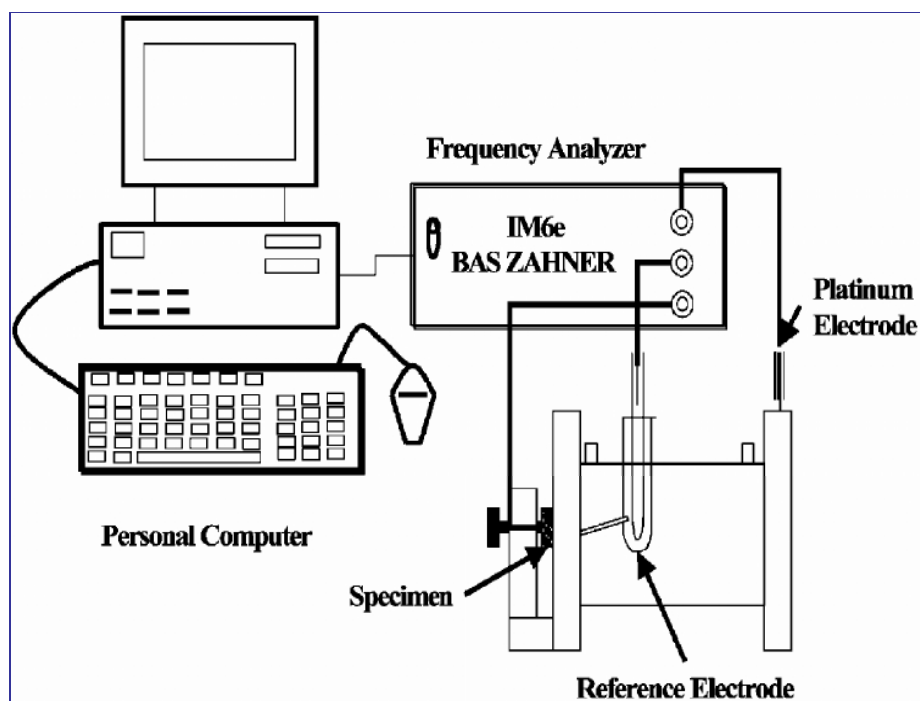 Frequency Analyzer
IM6e
BAS ZAHNER
Platinum
Electrode
Personal Computer
Specimen
Reference Electrode